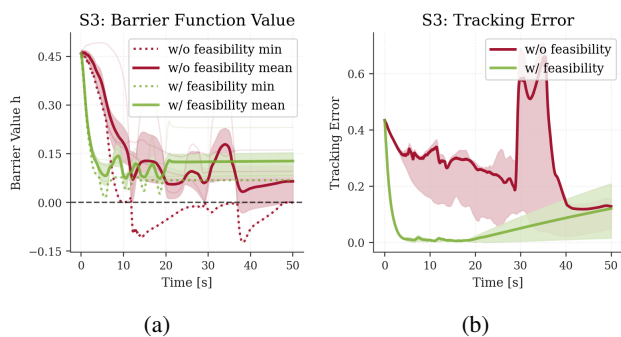 S3: Barrier Function Value
S3: Tracking Error
Barrier Value h
0.45
0.30
0.15
0.00
−0.15
w/o feasibility min
w/o feasibility mean
w/ feasibility min
w/ feasibility mean
0
10
20
30
40
50
Time [s]
(a)
Tracking Error
0.6
0.4
0.2
0.0
w/o feasibility
w/ feasibility
0
10
20
30
40
50
Time [s]
(b)